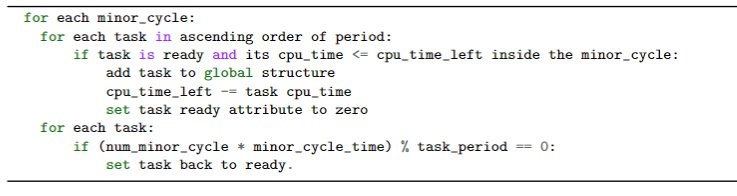 for each minor_cycle:
for each task in ascending order of period:
if task is ready and its cpu_time <= cpu_time_left inside the minor_cycle:
add task to global structure
cpu_time_left -= task cpu_time
set task ready attribute to zero
for each task:
if (num_minor_cycle * minor_cycle_time) % task_period == 0:
set task back to ready.